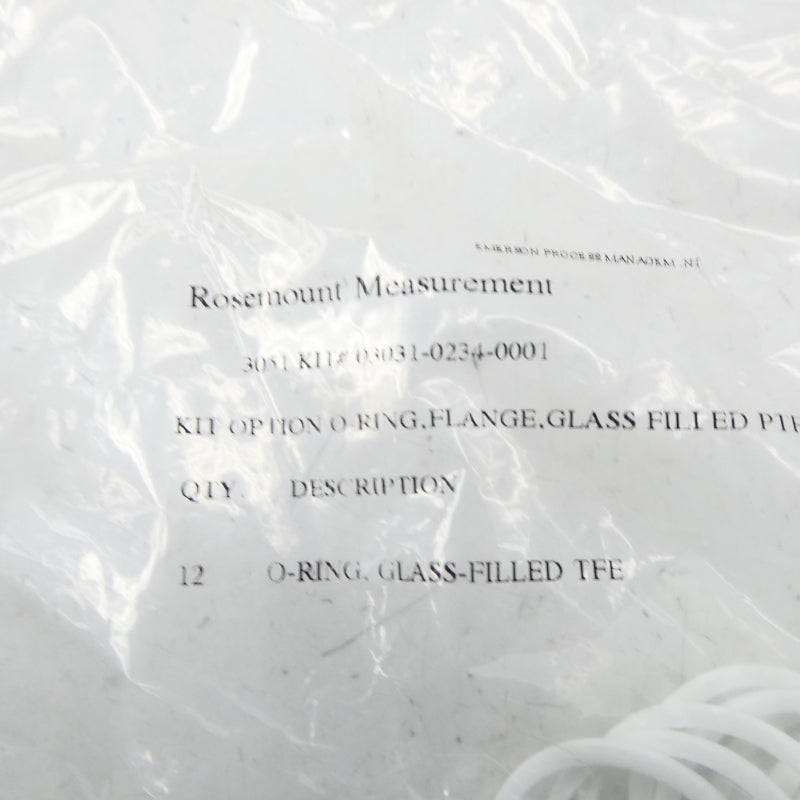 EMERSON PROCESS MANAGEMENT
Rosemount Measurement
3051 KIT# 03031-0234-0001
KIT OPTION O-RING,FLANGE,GLASS FILLED PTF
QTY. DESCRIPTION
12 O-RING, GLASS-FILLED TFE